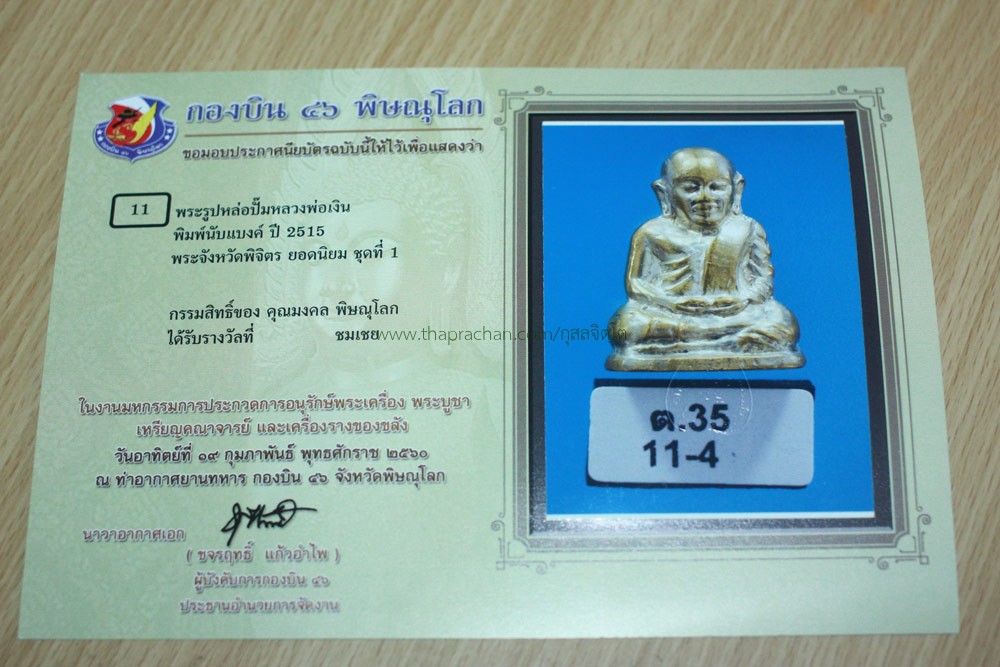 กองบิน ๔๖ พิษณุโลก
ขอมอบประกาศนียบัตรฉบับนี้ให้ไว้เพื่อแสดงว่า
11 พระรูปหล่อปั๊มหลวงพ่อเงิน
พิมพ์นับแบงค์ ปี 2515
พระจังหวัดพิจิตร ยอดนิยม ชุดที่ 1
กรรมสิทธิ์ของ คุณมงคล พิษณุโลก
ได้รับรางวัลที่ ชมเชย
www.thaprachan.com/กุสลจิตโต
ในงานมหกรรมการประกวดการอนุรักษ์พระเครื่อง พระบูชา
เหรียญคณาจารย์ และเครื่องรางของขลัง
วันอาทิตย์ที่ ๑๙ กุมภาพันธ์ พุทธศักราช ๒๕๖๐
ณ ท่าอากาศยานทหาร กองบิน ๔๖ จังหวัดพิษณุโลก
นาวาอากาศเอก
( ขจรฤทธิ์ แก้วอำไพ )
ผู้บังคับการกองบิน ๔๖
ประธานอำนวยการจัดงาน
ต.35
11-4